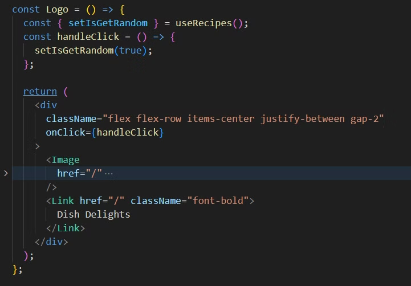 const Logo = () => {
  const { setIsGetRandom } = useRecipes();
  const handleClick = () => {
    setIsGetRandom(true);
  };
  return (
    <div
      className="flex flex-row items-center justify-between gap-2"
      onClick={handleClick}
    >
      <Image
        href="/" ···
      />
      <Link href="/" className="font-bold">
        Dish Delights
      </Link>
    </div>
  );
};